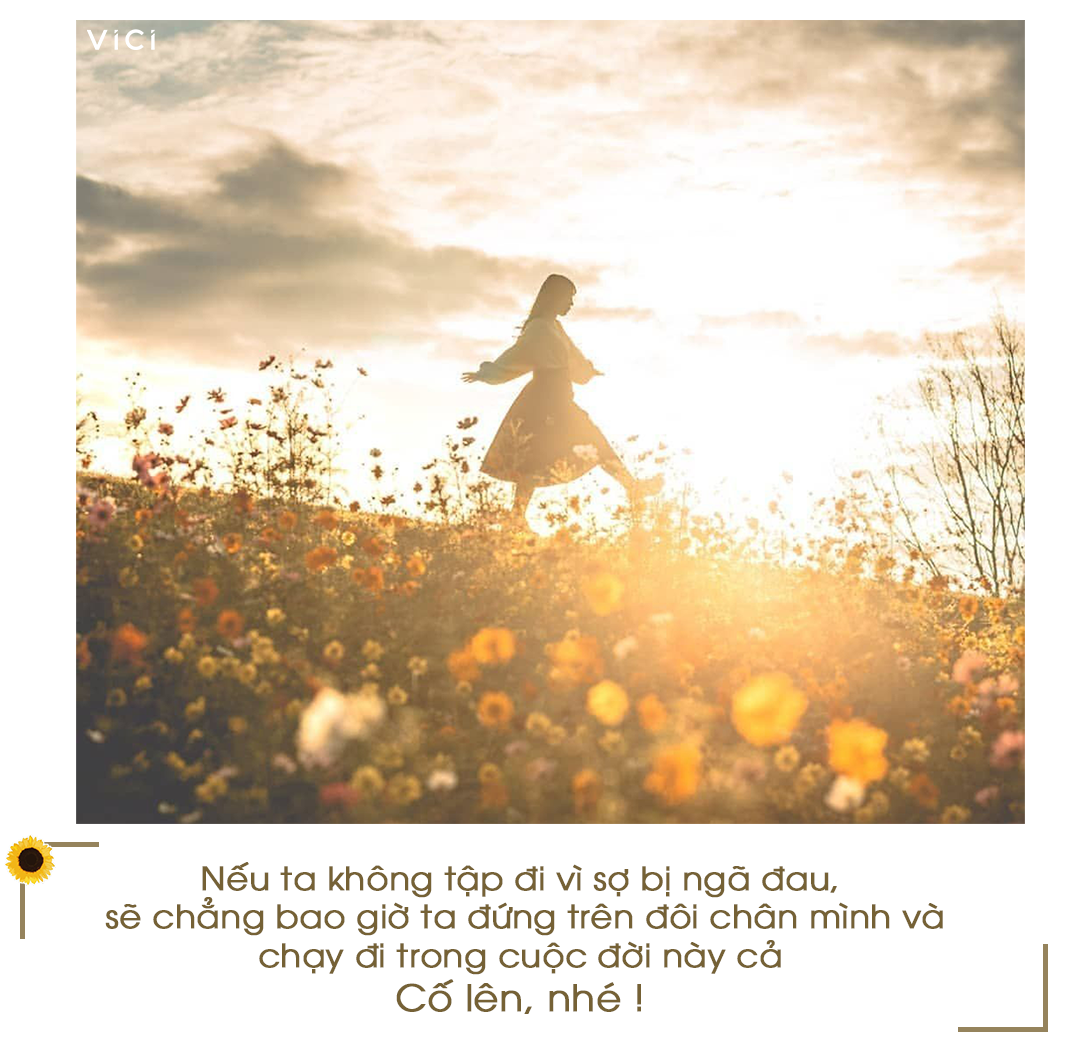 ViCi
Nếu ta không tập đi vì sợ bị ngã đau,
sẽ chẳng bao giờ ta đứng trên đôi chân mình và
chạy đi trong cuộc đời này cả
Cố lên, nhé !